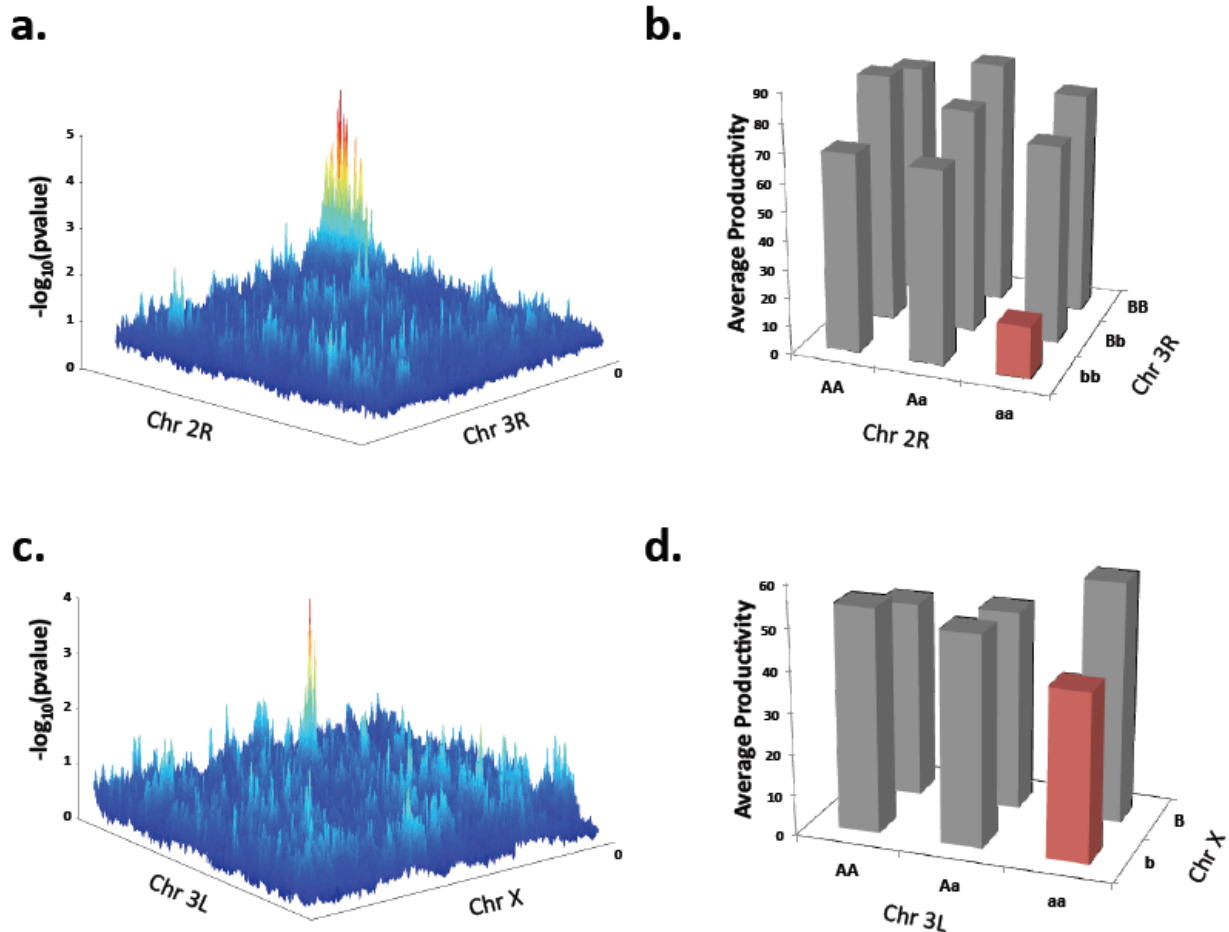 a.
-log₁₀(pvalue)
5
4
3
2
1
0
Chr 2R
Chr 3R
0
b.
Average Productivity
90
80
70
60
50
40
30
20
10
0
AA
Aa
aa
Chr 2R
bb
Bb
BB
Chr 3R
c.
-log₁₀(pvalue)
4
3
2
1
0
Chr 3L
Chr X
0
d.
Average Productivity
60
50
40
30
20
10
0
AA
Aa
aa
Chr 3L
b
B
Chr X